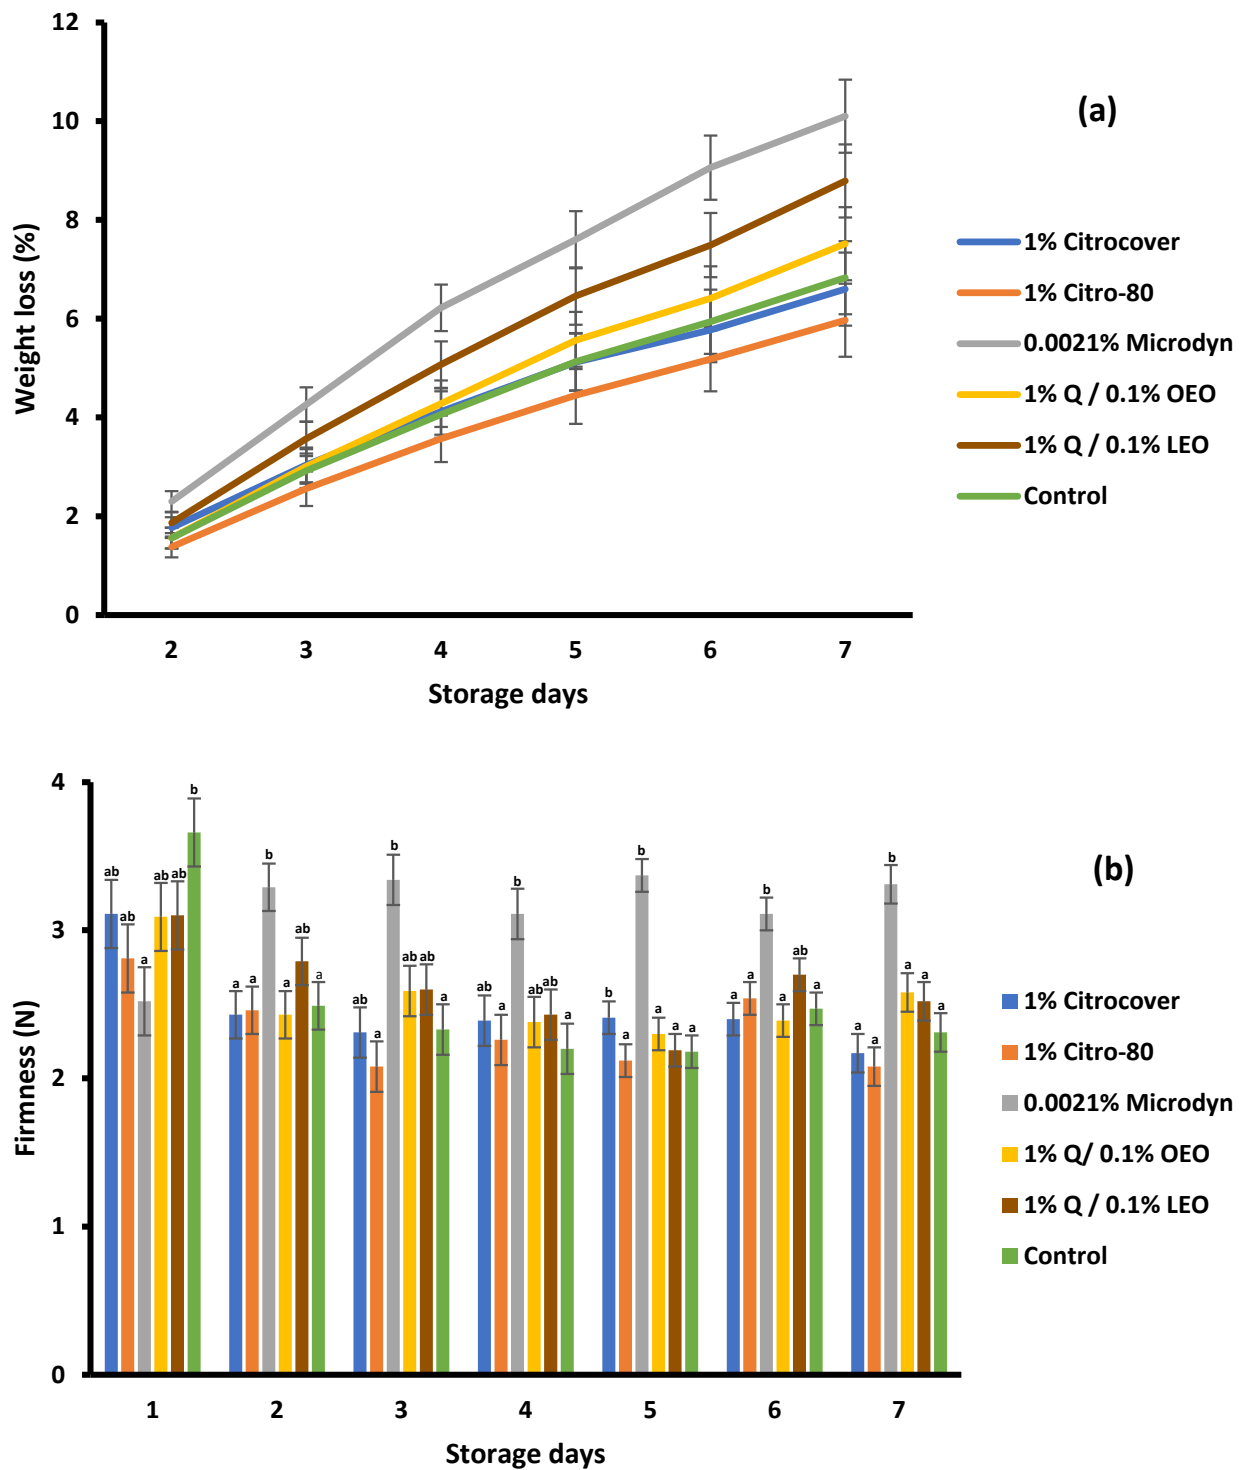 12
10
8
6
4
2
0
Weight loss (%)
2 3 4 5 6 7
Storage days
(a)
1% Citrocover
1% Citro-80
0.0021% Microdyn
1% Q / 0.1% OEO
1% Q / 0.1% LEO
Control
4
3
2
1
0
Firmness (N)
ab ab a ab ab b
a a b a ab a
ab a b ab ab a
ab a b ab ab a
b a b a a a
a a b a ab a
a a b a a a
1 2 3 4 5 6 7
Storage days
(b)
1% Citrocover
1% Citro-80
0.0021% Microdyn
1% Q/ 0.1% OEO
1% Q / 0.1% LEO
Control